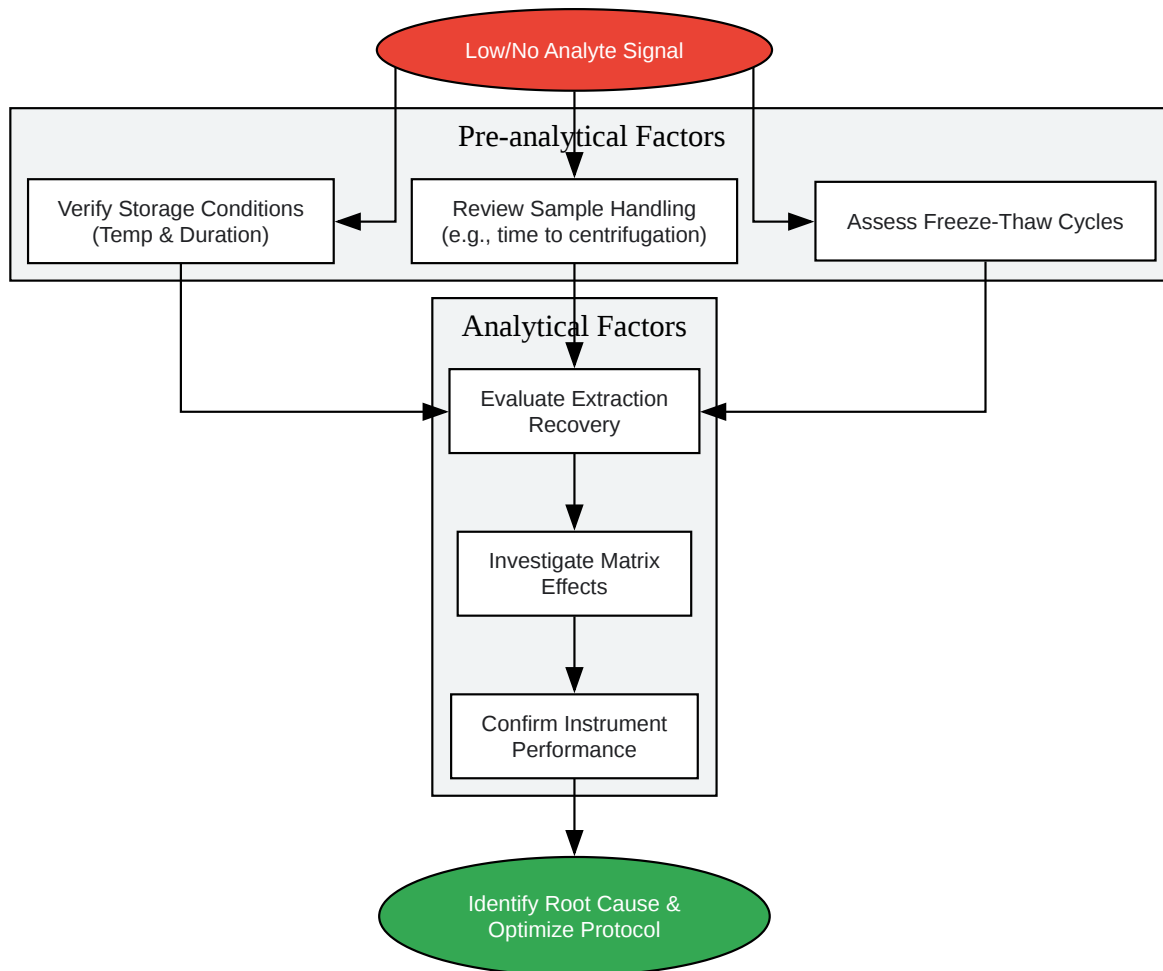 Low/No Analyte Signal
Pre-analytical Factors
Verify Storage Conditions
(Temp & Duration)
Review Sample Handling
(e.g., time to centrifugation)
Assess Freeze-Thaw Cycles
Analytical Factors
Evaluate Extraction
Recovery
Investigate Matrix
Effects
Confirm Instrument
Performance
Identify Root Cause &
Optimize Protocol